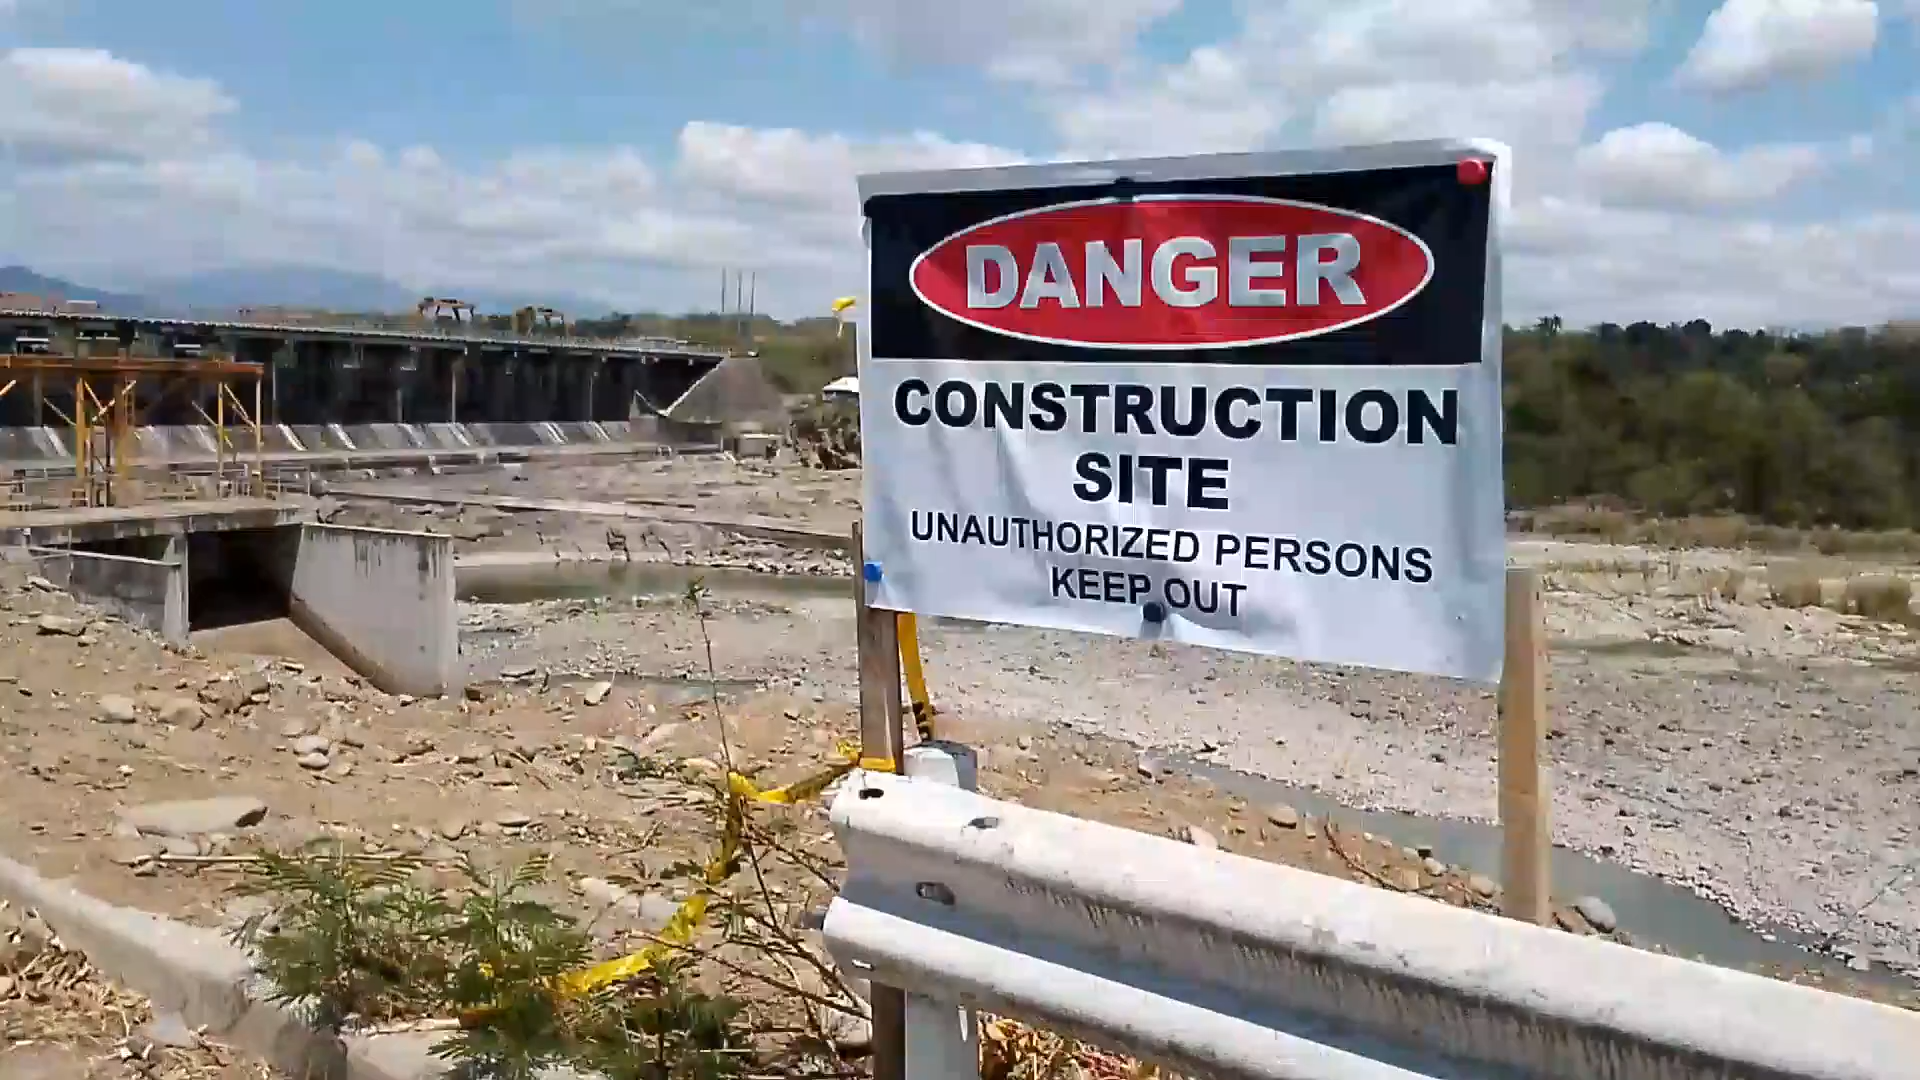 DANGER
CONSTRUCTION
SITE
UNAUTHORIZED PERSONS
KEEP OUT